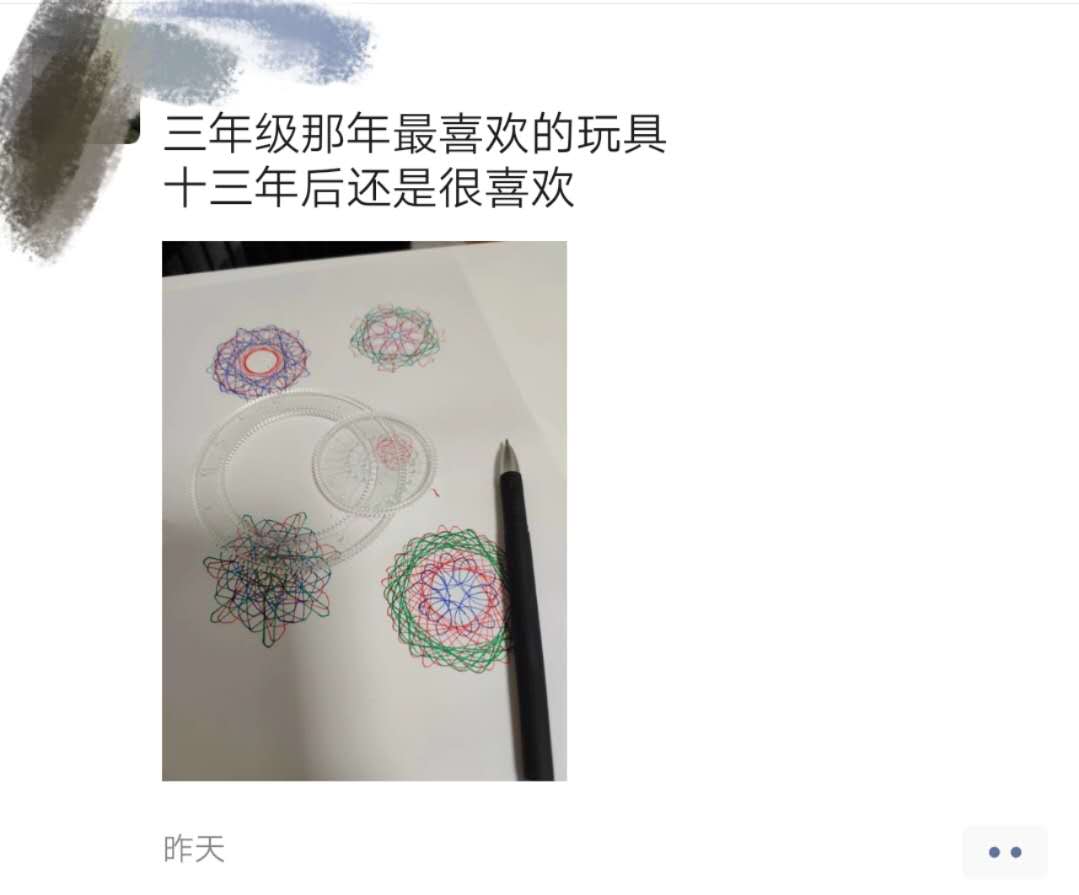 三年级那年最喜欢的玩具
十三年后还是很喜欢
昨天